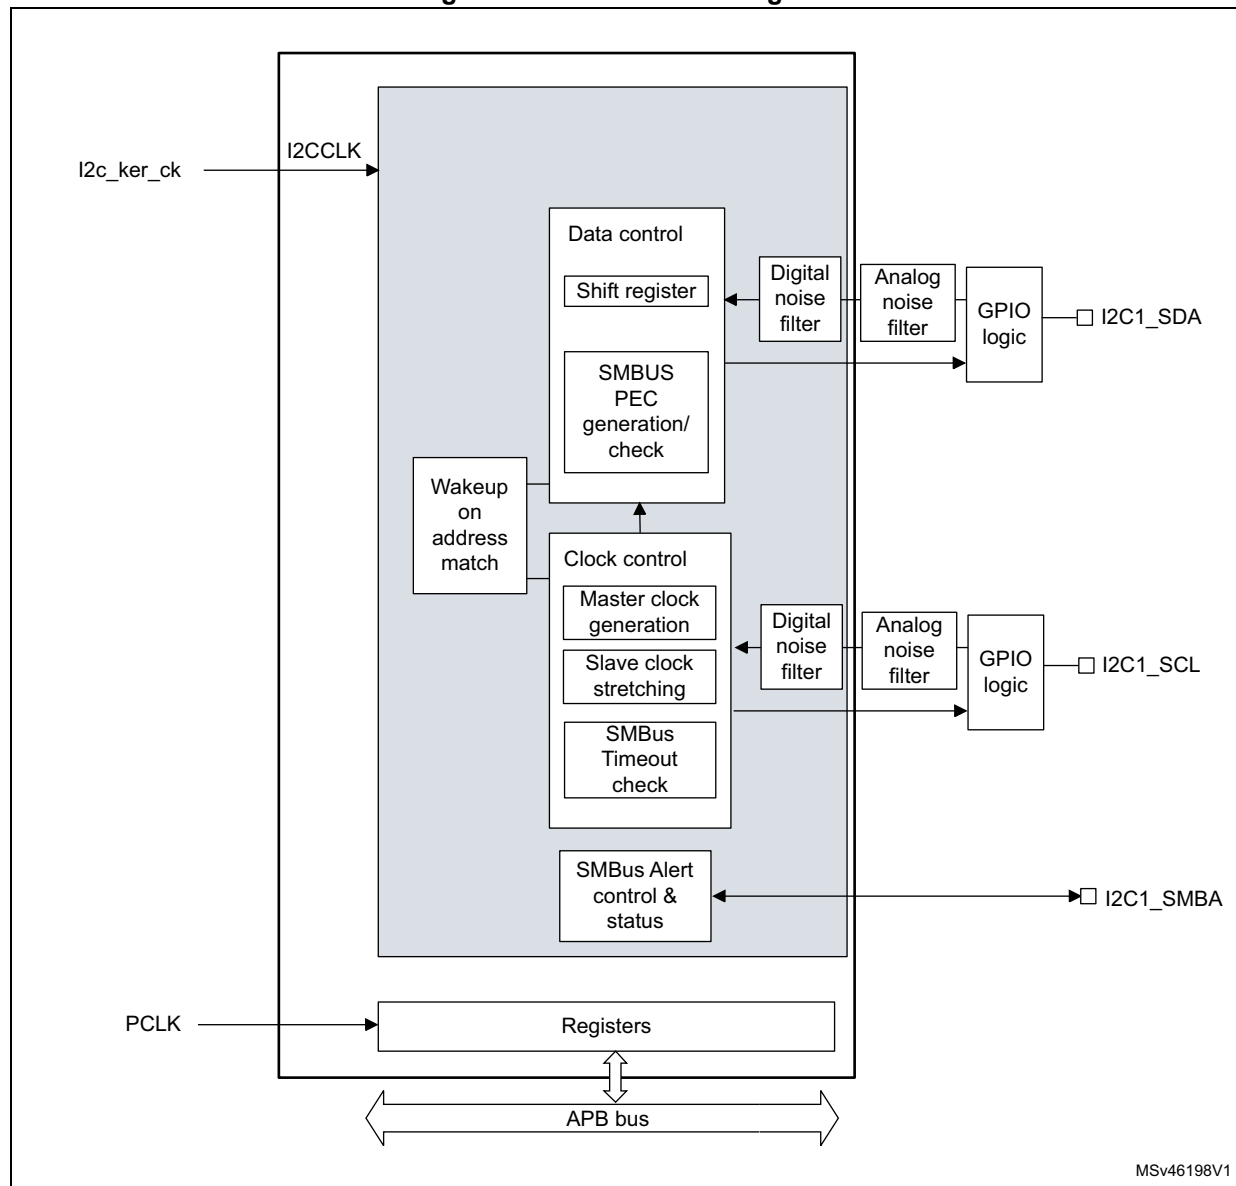 I2CCLK
I2c_ker_ck
Data control
Shift register
SMBUS
PEC
generation/
check
Digital
noise
filter
Analog
noise
filter
GPIO
logic
I2C1_SDA
Wakeup
on
address
match
Clock control
Master clock
generation
Slave clock
stretching
SMBus
Timeout
check
Digital
noise
filter
Analog
noise
filter
GPIO
logic
I2C1_SCL
SMBus Alert
control &
status
I2C1_SMBA
PCLK
Registers
APB bus
MSv46198V1